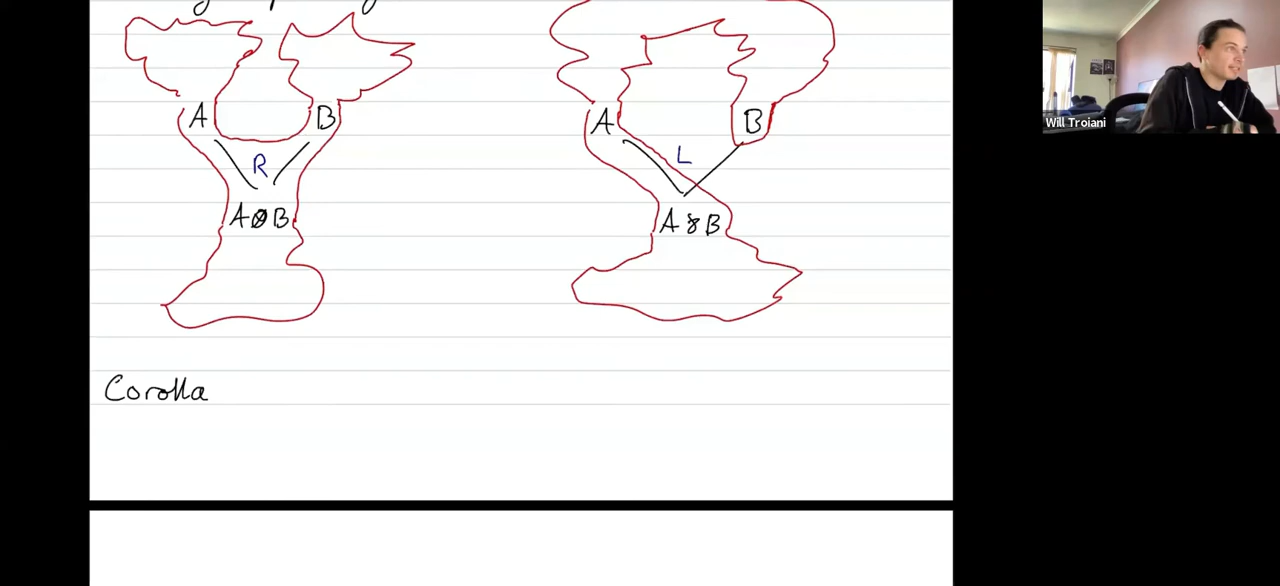 A B A B
R L
A⊗B A⅋B
Corolla
Will Troiani